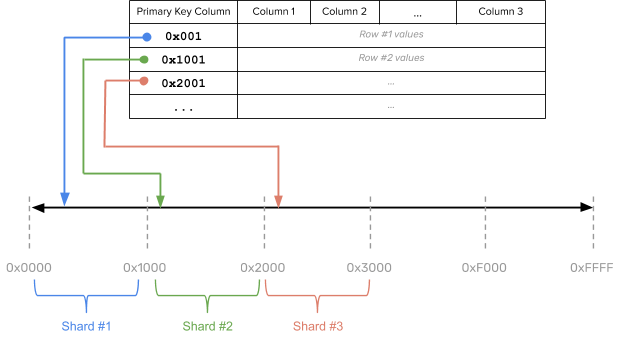 Primary Key Column Column 1 Column 2 ... Column 3
0x001 Row #1 values
0x1001 Row #2 values
0x2001 ...
... ...
0x0000 0x1000 0x2000 0x3000 0xF000 0xFFFF
Shard #1 Shard #2 Shard #3